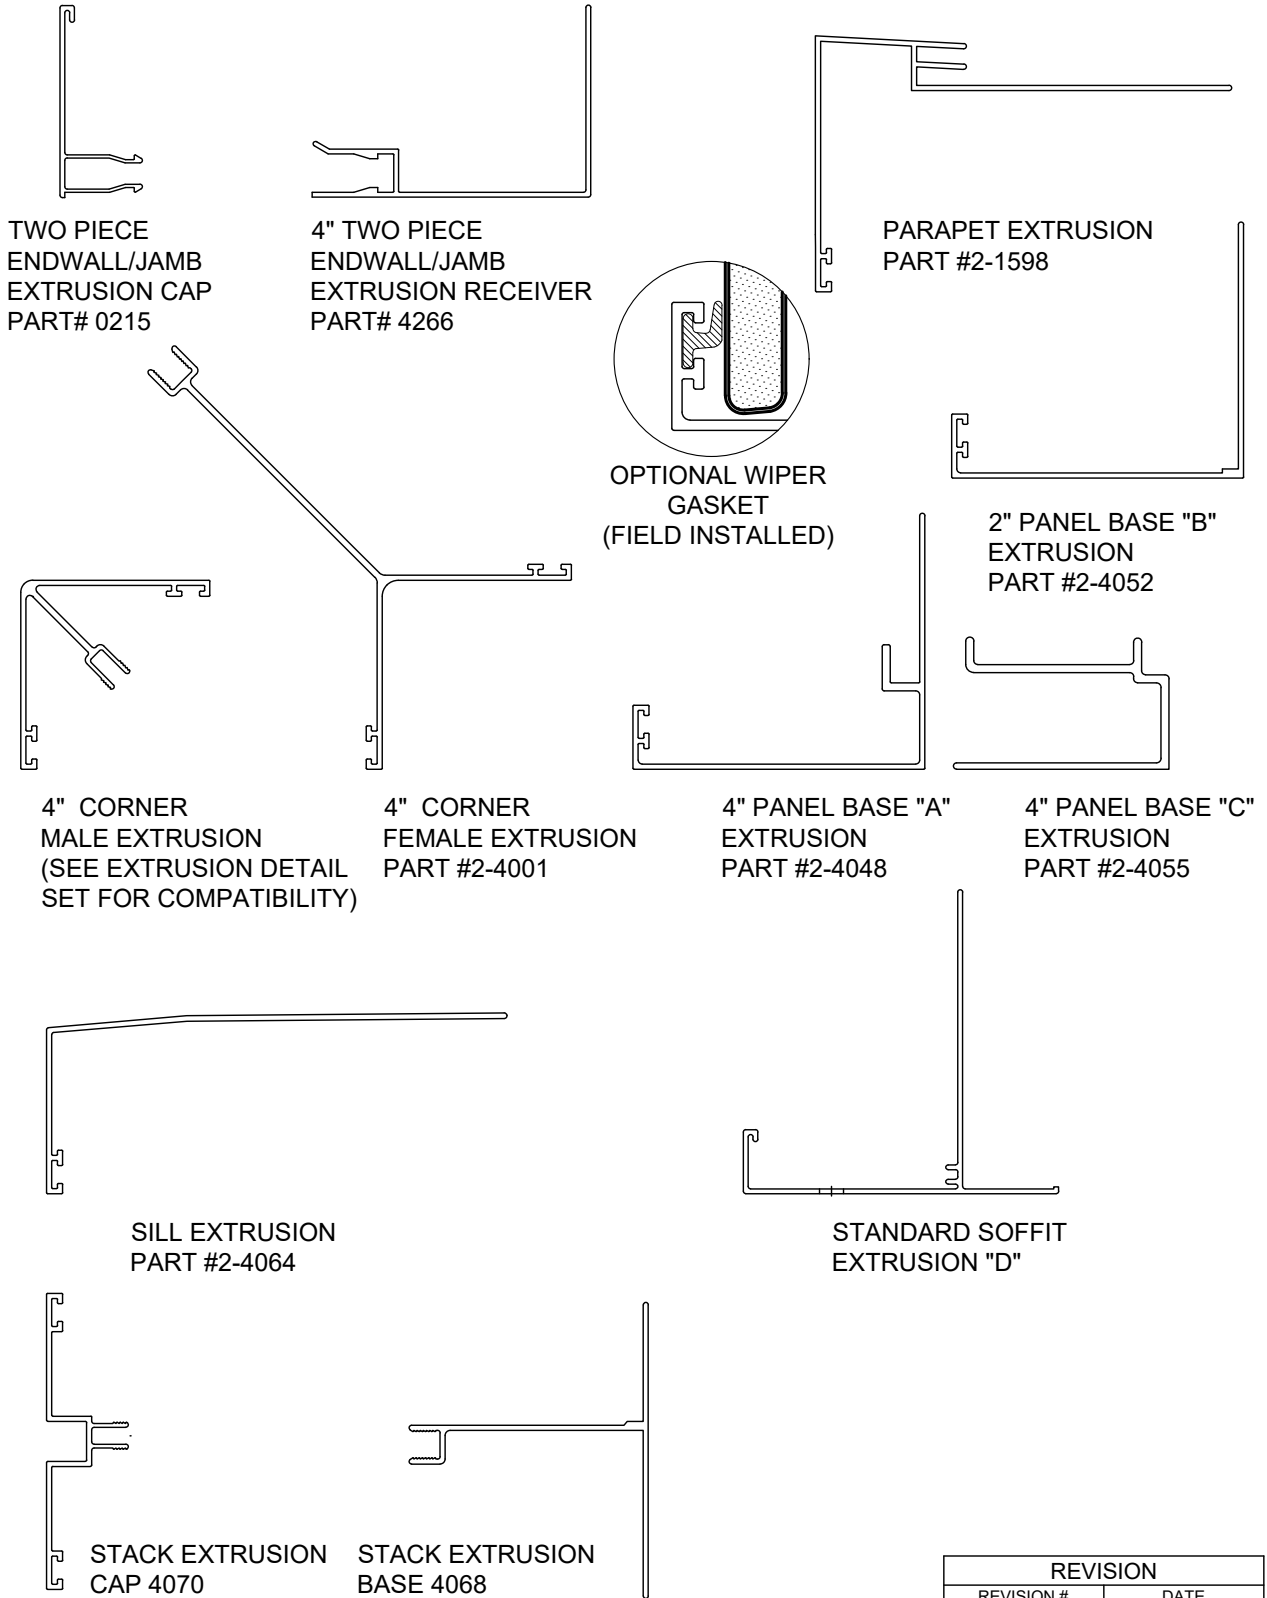 TWO PIECE
ENDWALL/JAMB
EXTRUSION CAP
PART# 0215
4" TWO PIECE
ENDWALL/JAMB
EXTRUSION RECEIVER
PART# 4266
PARAPET EXTRUSION
PART #2-1598
OPTIONAL WIPER
GASKET
(FIELD INSTALLED)
2" PANEL BASE "B"
EXTRUSION
PART #2-4052
4"  CORNER
MALE EXTRUSION
(SEE EXTRUSION DETAIL
SET FOR COMPATIBILITY)
4"  CORNER
FEMALE EXTRUSION
PART #2-4001
4" PANEL BASE "A"
EXTRUSION
PART #2-4048
4" PANEL BASE "C"
EXTRUSION
PART #2-4055
SILL EXTRUSION
PART #2-4064
STANDARD SOFFIT
EXTRUSION "D"
STACK EXTRUSION
CAP 4070
STACK EXTRUSION
BASE 4068
REVISION
REVISION #
DATE